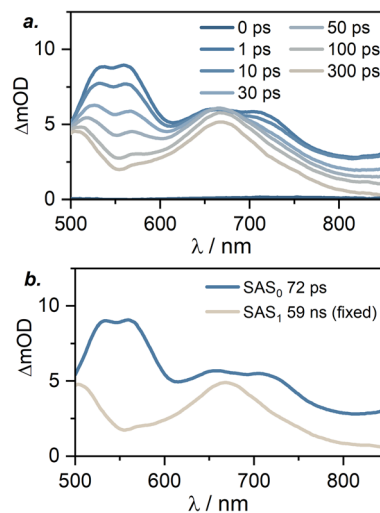 a.
0 ps 50 ps
1 ps 100 ps
10 ps 300 ps
30 ps
10
5
0
ΔmOD
500 600 700 800
λ / nm
b.
SAS₀ 72 ps
SAS₁ 59 ns (fixed)
10
5
0
ΔmOD
500 600 700 800
λ / nm